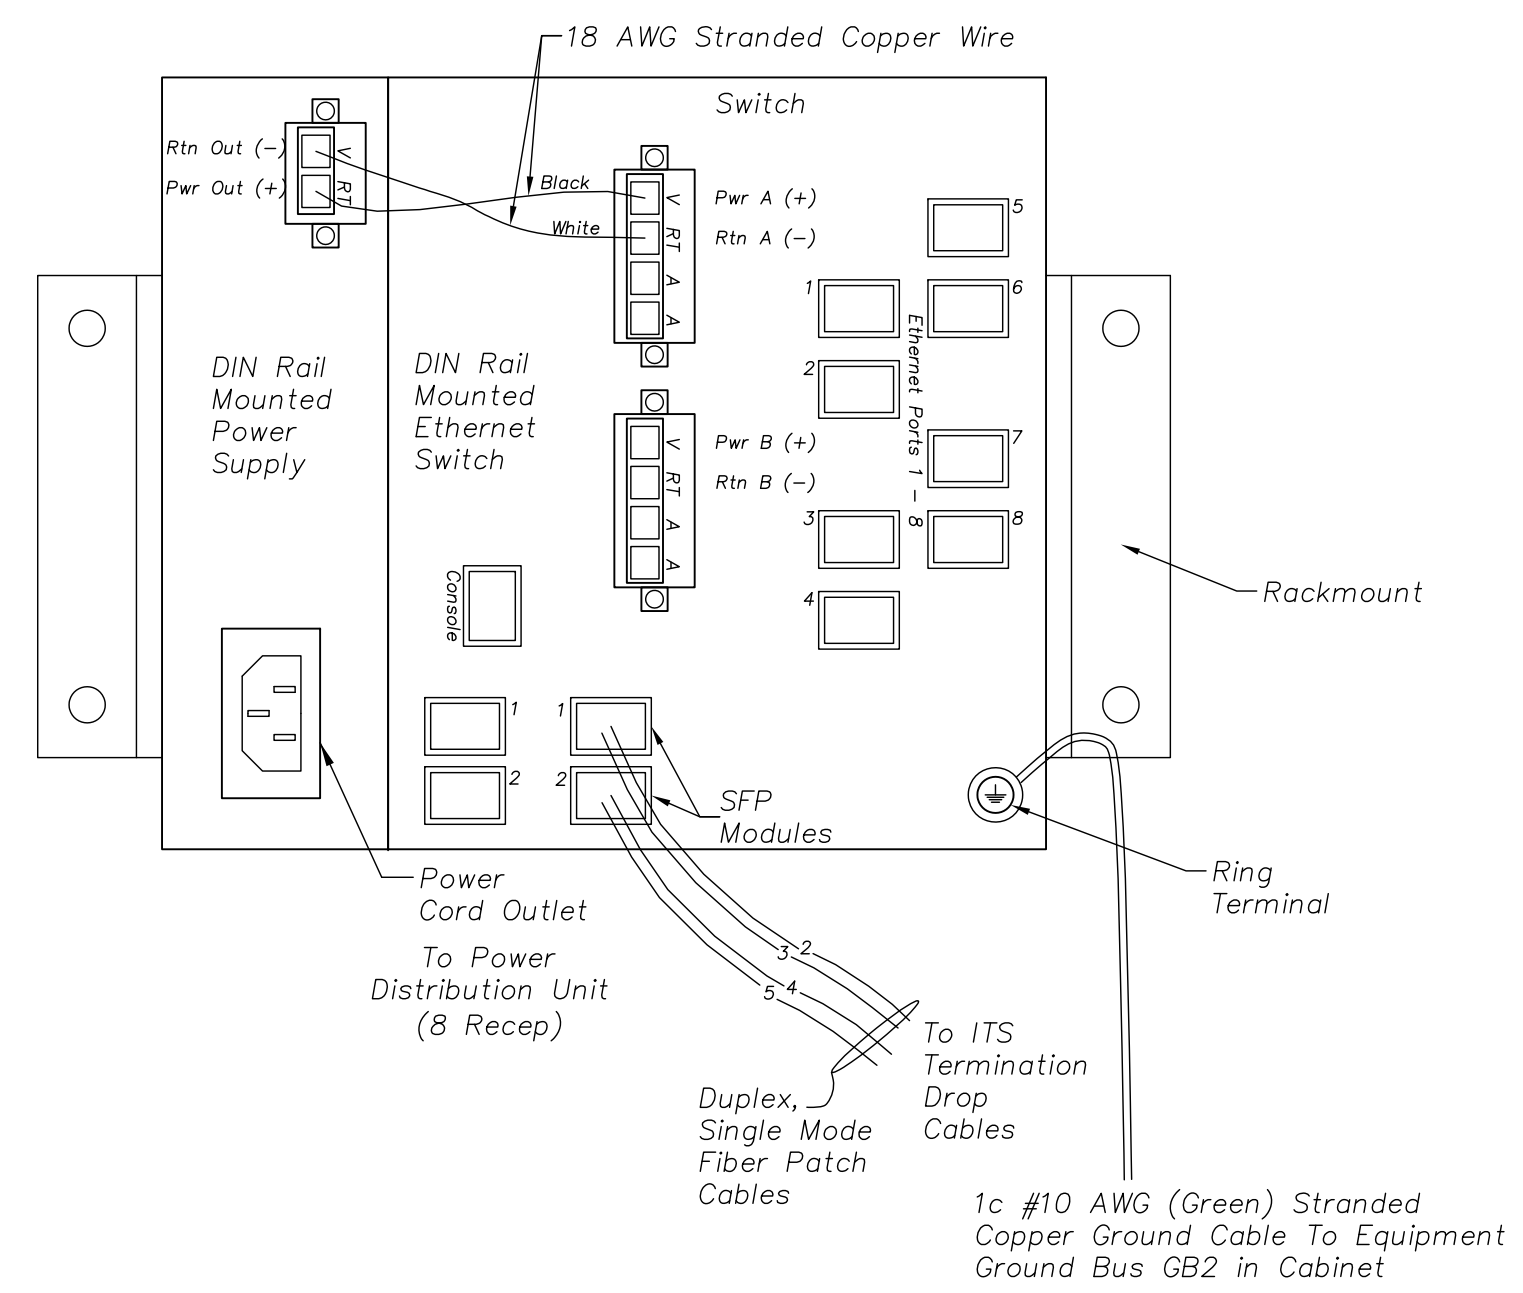 18 AWG Stranded Copper Wire
Switch
Rtn Out (-)
V
Pwr Out (+)
RT
Black
White
V
RT
A
A
Pwr A (+)
Rtn A (-)
5
1
6
2
Ethernet Ports 1 - 8
7
3
8
4
DIN Rail
Mounted
Power
Supply
DIN Rail
Mounted
Ethernet
Switch
V
RT
A
A
Pwr B (+)
Rtn B (-)
Console
Rackmount
1
2
1
2
SFP
Modules
Ring
Terminal
Power
Cord Outlet
To Power
Distribution Unit
(8 Recep)
2
3
4
5
To ITS
Termination
Drop
Cables
Duplex,
Single Mode
Fiber Patch
Cables
1c #10 AWG (Green) Stranded
Copper Ground Cable To Equipment
Ground Bus GB2 in Cabinet